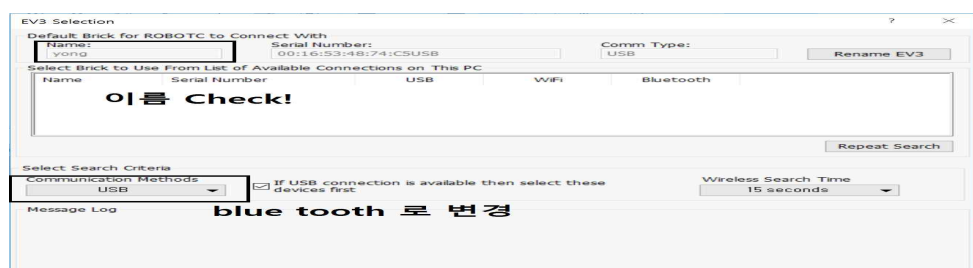 EV3 Selection ? ×
Default Brick for ROBOTC to Connect With
Name: Serial Number: Comm Type:
yong 00:16:53:48:74:C5USB USB Rename EV3
Select Brick to Use From List of Available Connections on This PC
Name Serial Number USB WiFi Bluetooth
이름 Check!
Repeat Search
Select Search Criteria
Communication Methods If USB connection is available then select these devices first Wireless Search Time
USB 15 seconds
Message Log blue tooth 로 변경